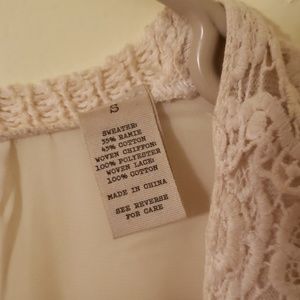 S
SWEATER:
55% RAMIE
45% COTTON
WOVEN CHIFFON:
100% POLYESTER
WOVEN LACE:
100% COTTON
MADE IN CHINA
SEE REVERSE
FOR CARE